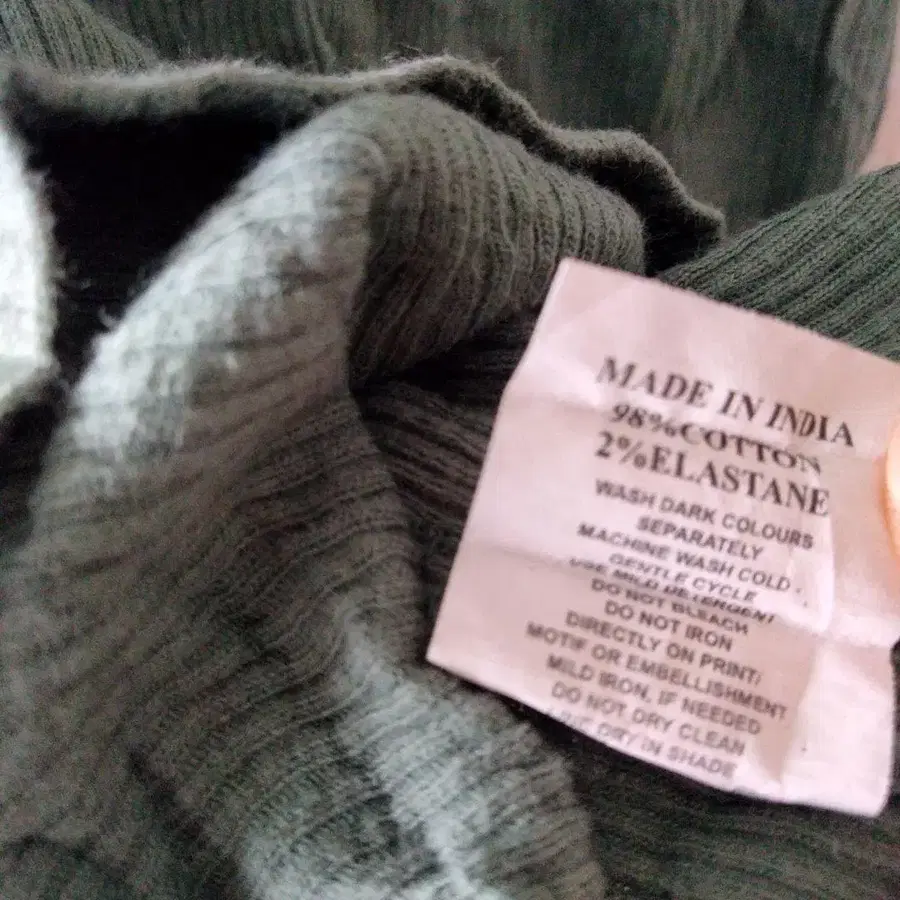 MADE IN INDIA
98%COTTON
2%ELASTANE
WASH DARK COLOURS
SEPARATELY
MACHINE WASH COLD
GENTLE CYCLE
USE MILD DETERGENT
DO NOT BLEACH
DO NOT IRON
DIRECTLY ON PRINT/
MOTIF OR EMBELLISHMENT
MILD IRON, IF NEEDED
DO NOT DRY CLEAN
LINE DRY IN SHADE